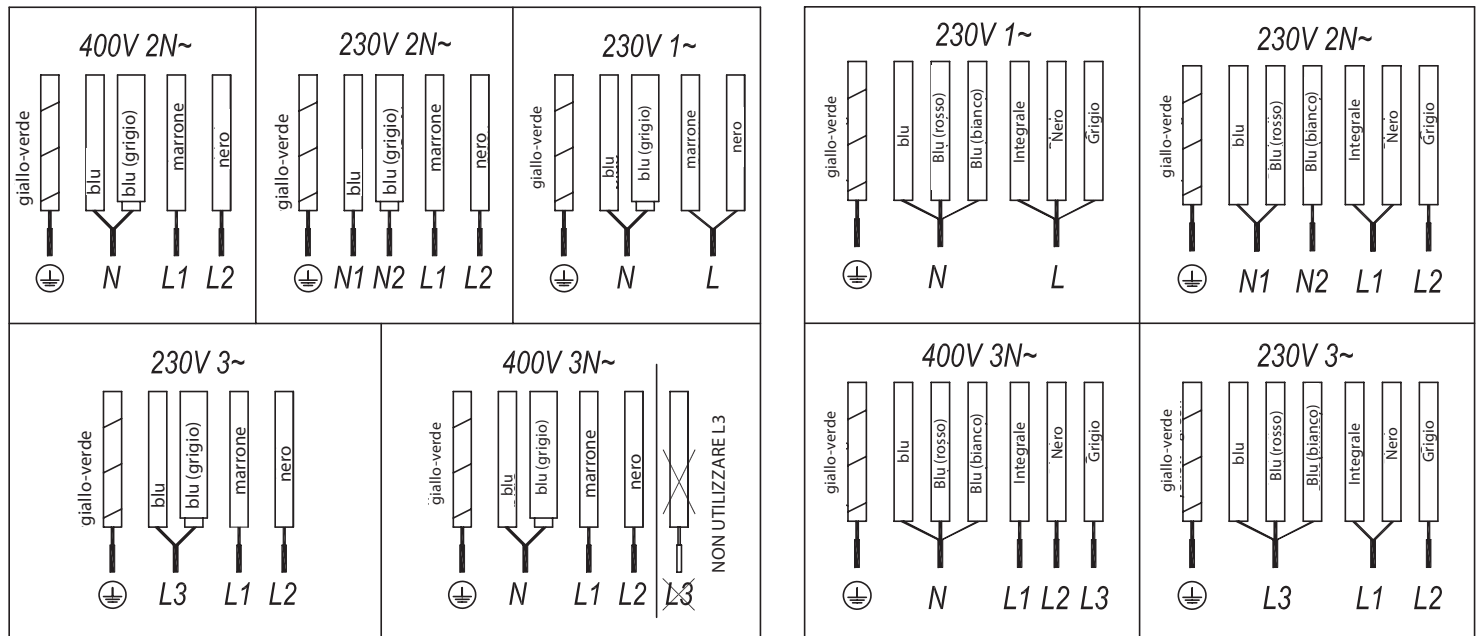 400V 2N~
giallo-verde
blu
blu (grigio)
marrone
nero
N L1 L2
230V 2N~
giallo-verde
blu
blu (grigio)
marrone
nero
N1 N2 L1 L2
230V 1~
giallo-verde
blu
blu (grigio)
marrone
nero
N L
230V 3~
giallo-verde
blu
blu (grigio)
marrone
nero
L3 L1 L2
400V 3N~
giallo-verde
blu
blu (grigio)
marrone
nero
N L1 L2 L3
NON UTILIZZARE L3
230V 1~
giallo-verde
blu
Blu (rosso)
Blu (bianco)
Integrale
Nero
Grigio
N L
230V 2N~
giallo-verde
blu
Blu (rosso)
Blu (bianco)
Integrale
Nero
Grigio
N1 N2 L1 L2
400V 3N~
giallo-verde
blu
Blu (rosso)
Blu (bianco)
Integrale
Nero
Grigio
N L1 L2 L3
230V 3~
giallo-verde
blu
Blu (rosso)
Blu (bianco)
Integrale
Nero
Grigio
L3 L1 L2